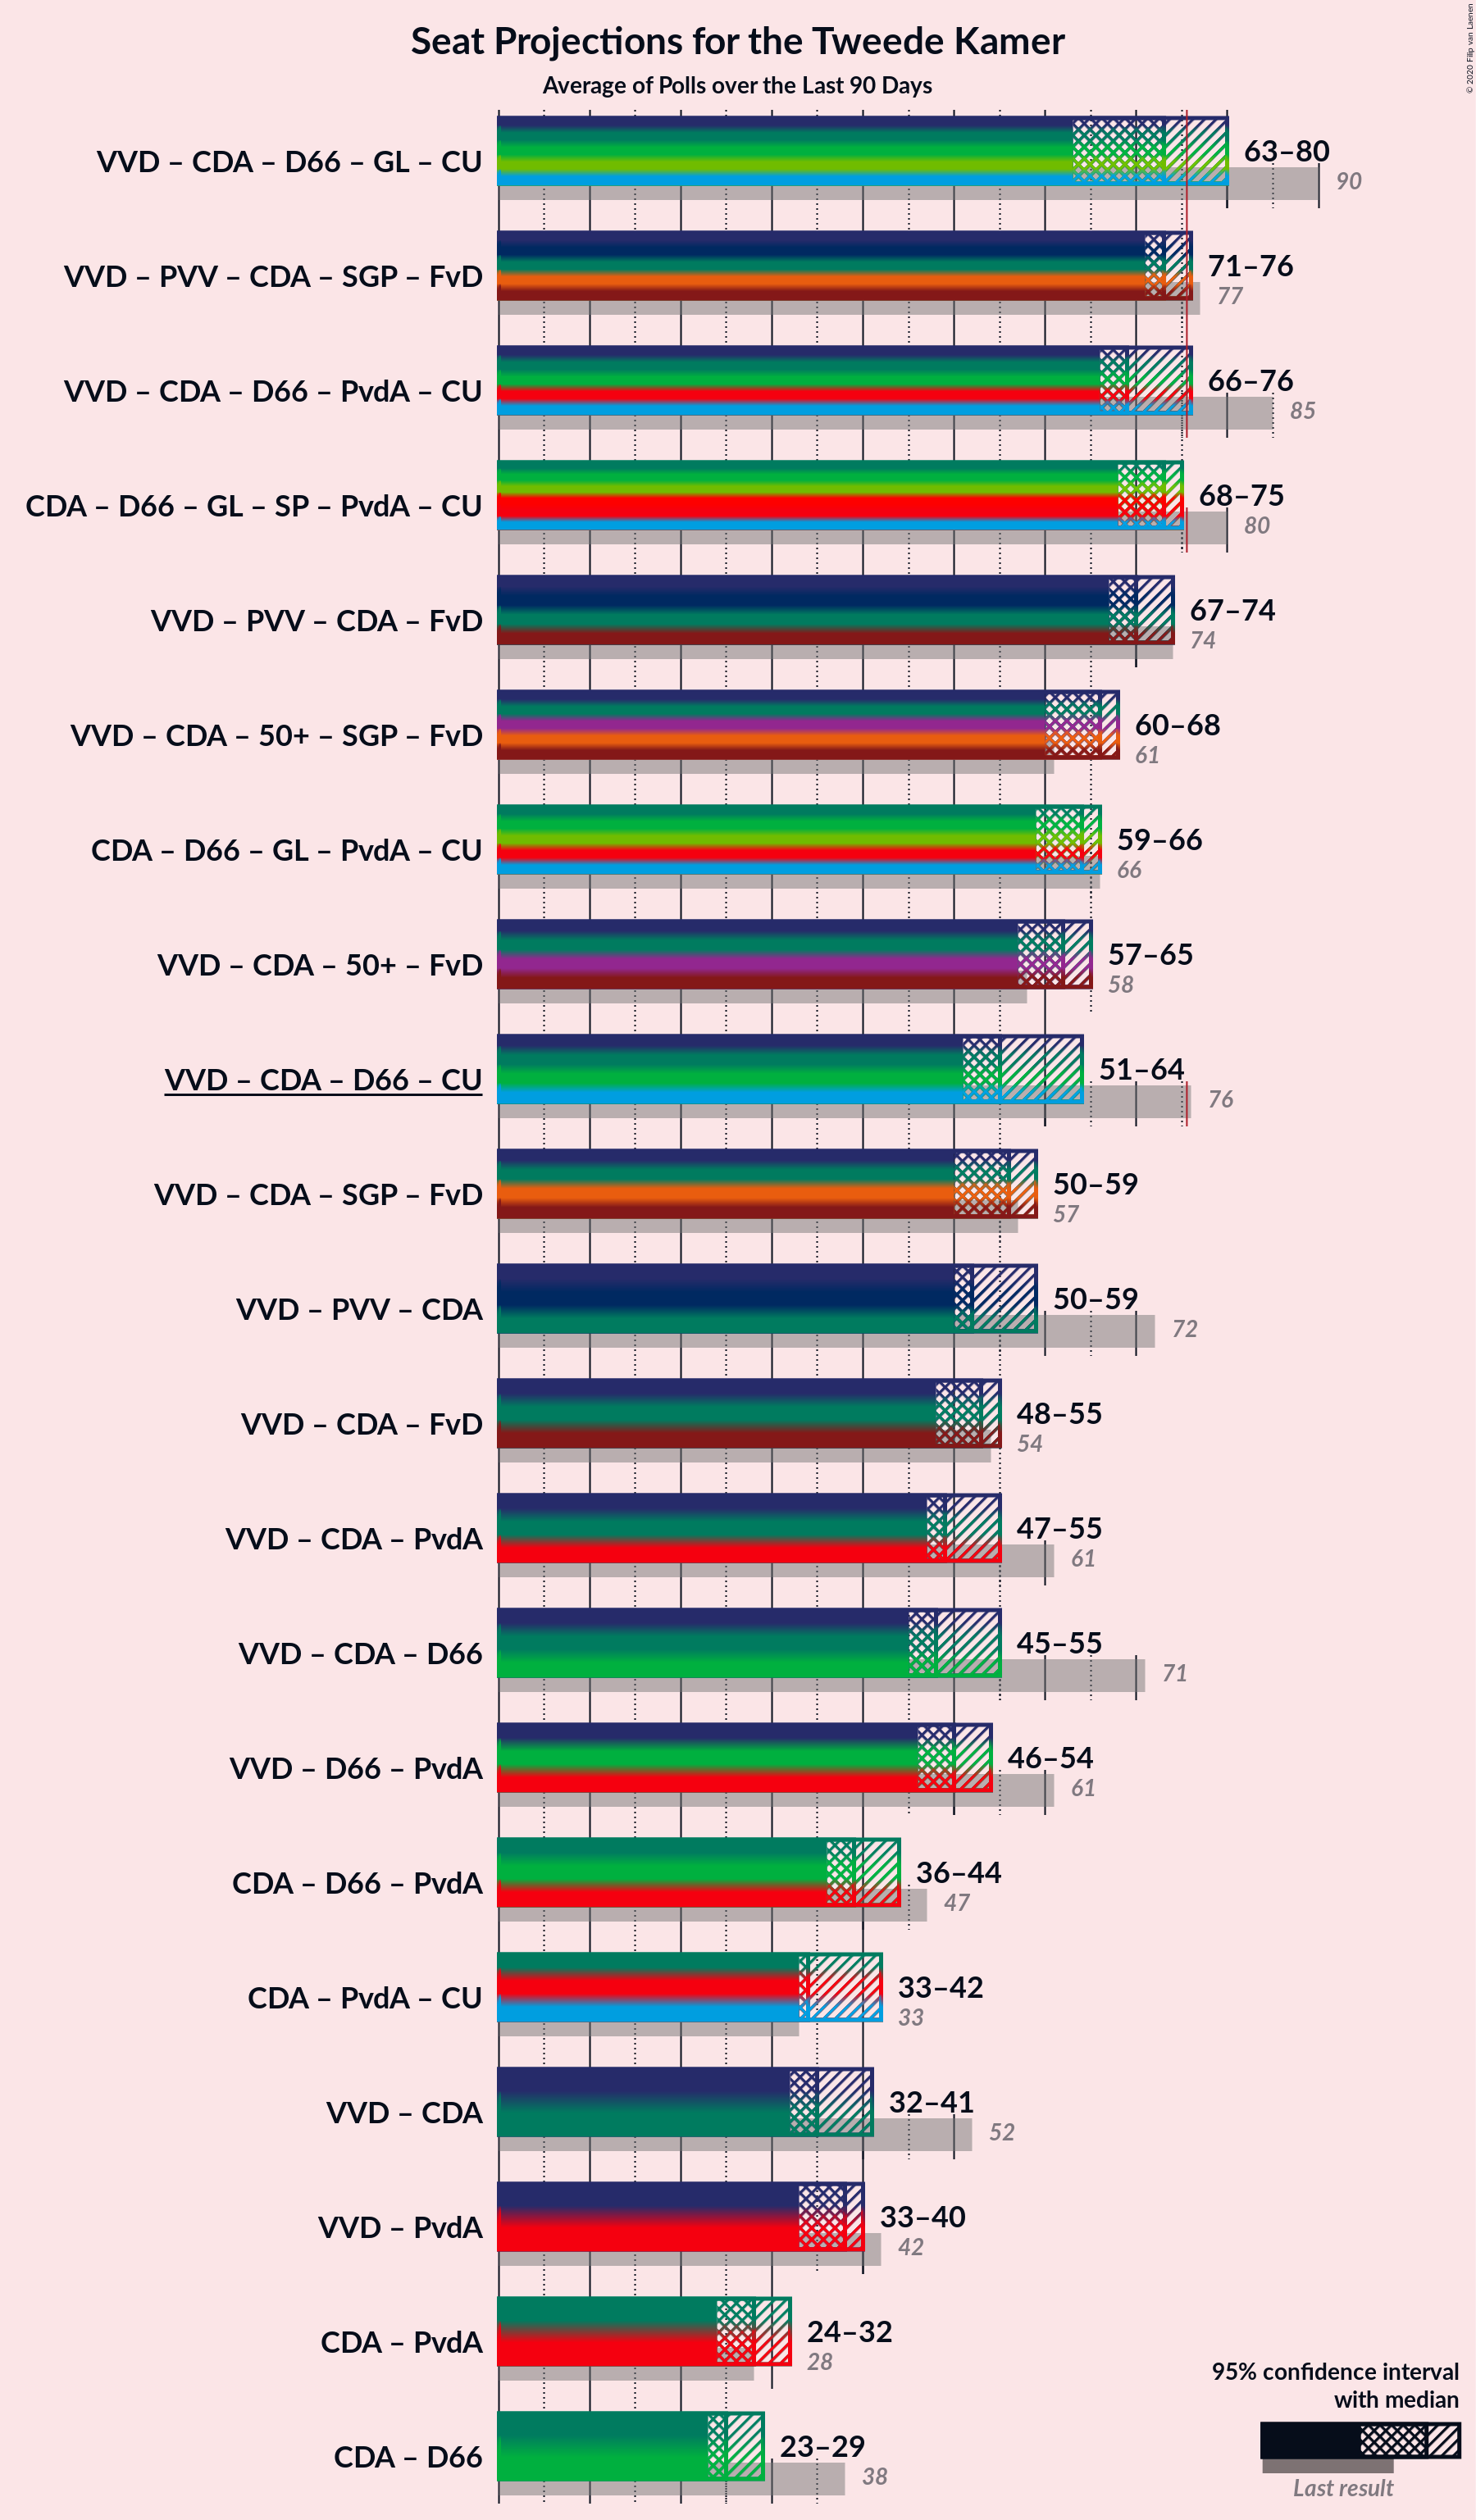 Seat Projections for the Tweede Kamer
Average of Polls over the Last 90 Days
© 2020 Filip van Laenen
VVD – CDA – D66 – GL – CU
63–80
90
VVD – PVV – CDA – SGP – FvD
71–76
77
VVD – CDA – D66 – PvdA – CU
66–76
85
CDA – D66 – GL – SP – PvdA – CU
68–75
80
VVD – PVV – CDA – FvD
67–74
74
VVD – CDA – 50+ – SGP – FvD
60–68
61
CDA – D66 – GL – PvdA – CU
59–66
66
VVD – CDA – 50+ – FvD
57–65
58
VVD – CDA – D66 – CU
51–64
76
VVD – CDA – SGP – FvD
50–59
57
VVD – PVV – CDA
50–59
72
VVD – CDA – FvD
48–55
54
VVD – CDA – PvdA
47–55
61
VVD – CDA – D66
45–55
71
VVD – D66 – PvdA
46–54
61
CDA – D66 – PvdA
36–44
47
CDA – PvdA – CU
33–42
33
VVD – CDA
32–41
52
VVD – PvdA
33–40
42
CDA – PvdA
24–32
28
CDA – D66
23–29
38
95% confidence interval
with median
Last result